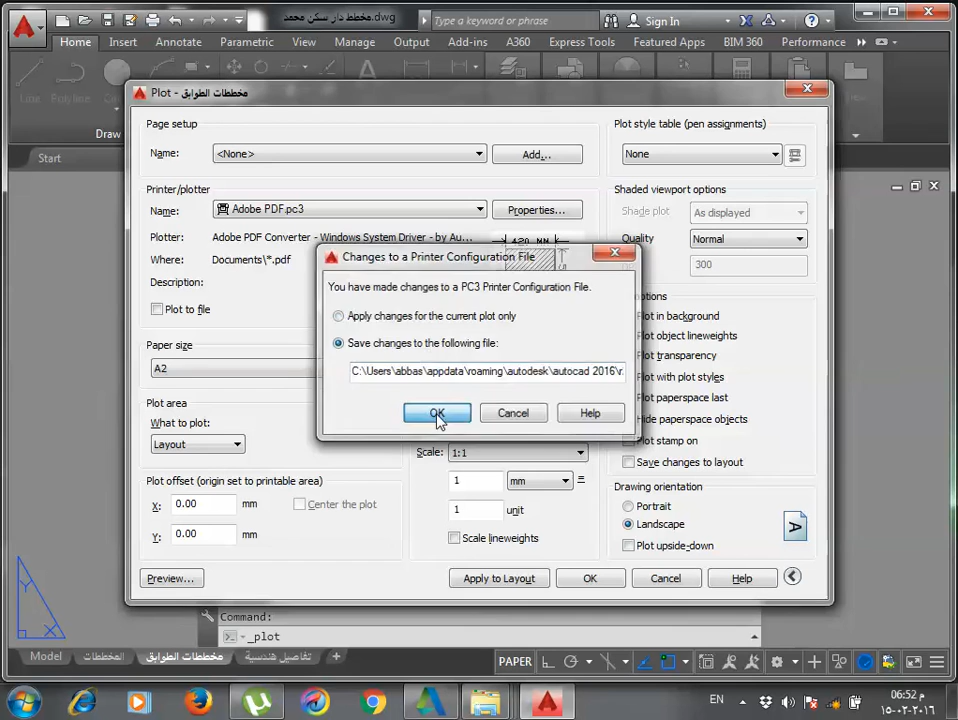 مخطط دار سكن محمد.dwg
Type a keyword or phrase
Sign In
Home Insert Annotate Parametric View Manage Output Add-ins A360 Express Tools Featured Apps BIM 360 Performance
Line Polyline
Draw
Start
Plot - مخططات الطوابق
Page setup
Name: <None> Add...
Plot style table (pen assignments)
None
Printer/plotter
Name: Adobe PDF.pc3 Properties...
Plotter: Adobe PDF Converter - Windows System Driver - by Au...
Where: Documents\*.pdf
Description:
Plot to file
420 MM
Shaded viewport options
Shade plot As displayed
Quality Normal
300
Changes to a Printer Configuration File
You have made changes to a PC3 Printer Configuration File.
Apply changes for the current plot only
Save changes to the following file:
C:\Users\abbas\appdata\roaming\autodesk\autocad 2016\r.
OK Cancel Help
Paper size
A2
Plot area
What to plot:
Layout
Scale: 1:1
1 mm =
1 unit
Scale lineweights
Plot offset (origin set to printable area)
X: 0.00 mm Center the plot
Y: 0.00 mm
options
Plot in background
Plot object lineweights
Plot transparency
Plot with plot styles
Plot paperspace last
Hide paperspace objects
Plot stamp on
Save changes to layout
Drawing orientation
Portrait
Landscape
Plot upside-down
A
Preview... Apply to Layout OK Cancel Help
Y
X
Command:
_plot
Model المخططات مخططات الطوابق تفاصيل هندسية +
PAPER
EN
06:52 م
١٥-٠٢-٢٠١٦